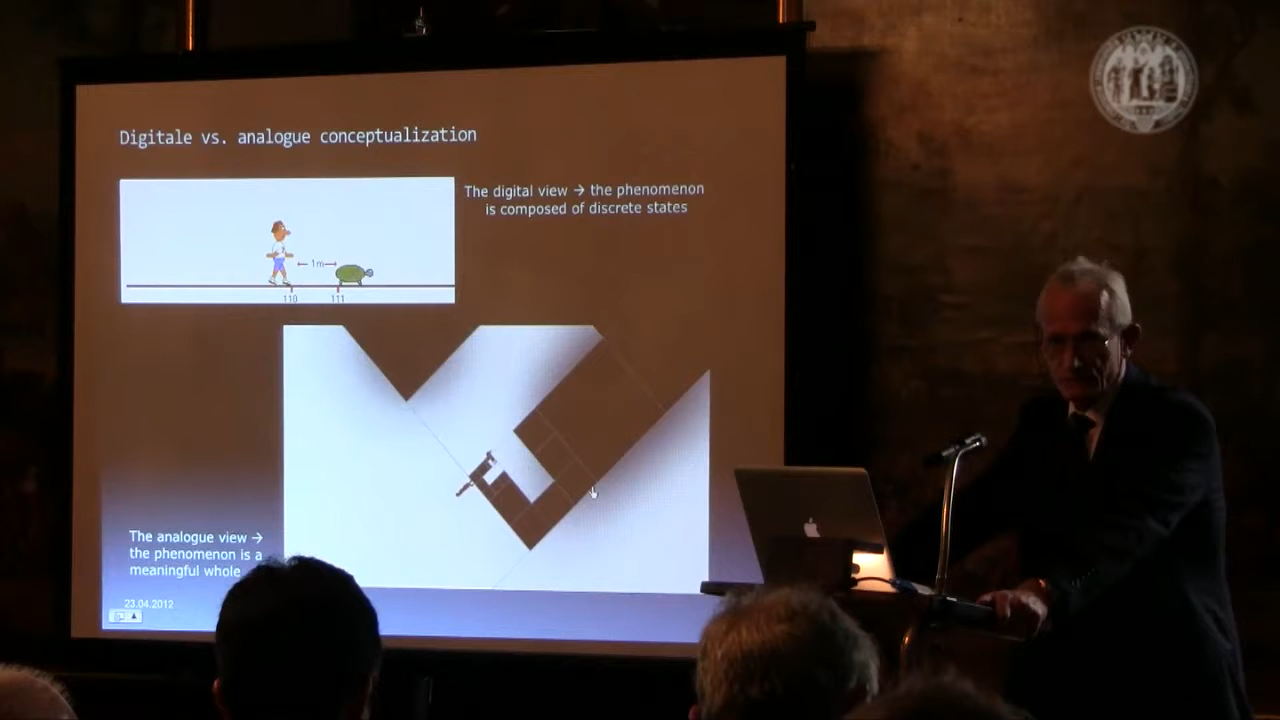 Digitale vs. analogue conceptualization
The digital view → the phenomenon
is composed of discrete states
1m
110 111
The analogue view →
the phenomenon is a
meaningful whole
23.04.2012